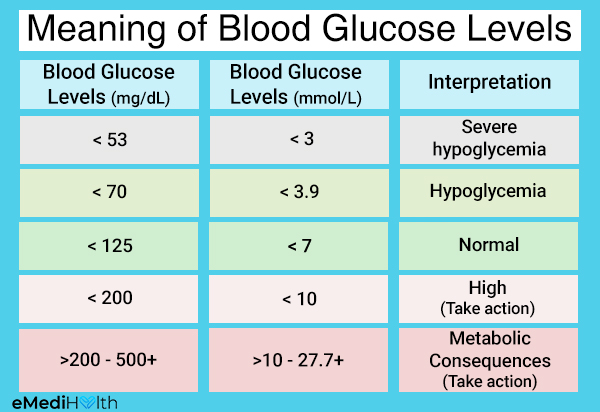 Meaning of Blood Glucose Levels
Blood Glucose Levels (mg/dL)
Blood Glucose Levels (mmol/L)
Interpretation
< 53
< 3
Severe hypoglycemia
< 70
< 3.9
Hypoglycemia
< 125
< 7
Normal
< 200
< 10
High
(Take action)
>200 - 500+
>10 - 27.7+
Metabolic
Consequences
(Take action)
eMediHealth